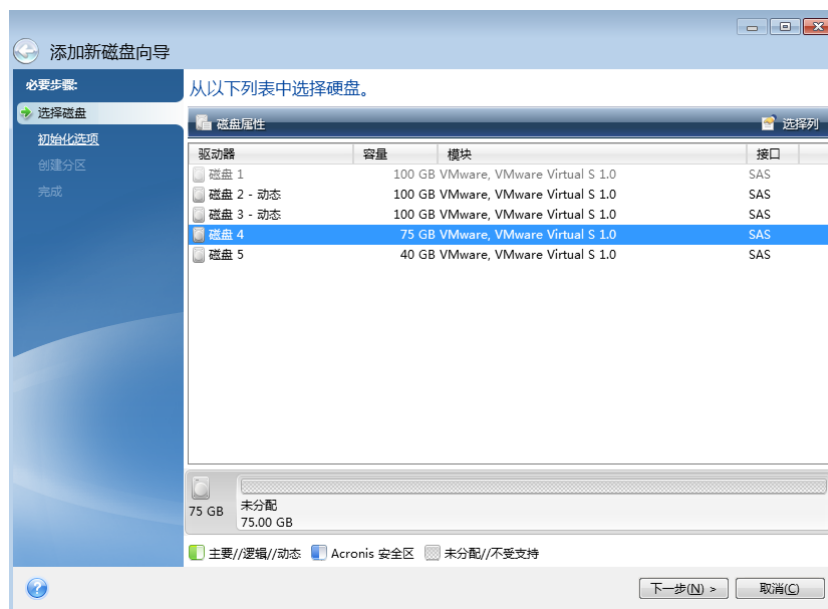 添加新磁盘向导
必要步骤:
选择磁盘
初始化选项
创建分区
完成
从以下列表中选择硬盘。
磁盘属性
选择列
驱动器 容量 模块 接口
磁盘 1 100 GB VMware, VMware Virtual S 1.0 SAS
磁盘 2 - 动态 100 GB VMware, VMware Virtual S 1.0 SAS
磁盘 3 - 动态 100 GB VMware, VMware Virtual S 1.0 SAS
磁盘 4 75 GB VMware, VMware Virtual S 1.0 SAS
磁盘 5 40 GB VMware, VMware Virtual S 1.0 SAS
75 GB
未分配
75.00 GB
主要//逻辑//动态 Acronis 安全区 未分配//不受支持
下一步(N) > 取消(C)